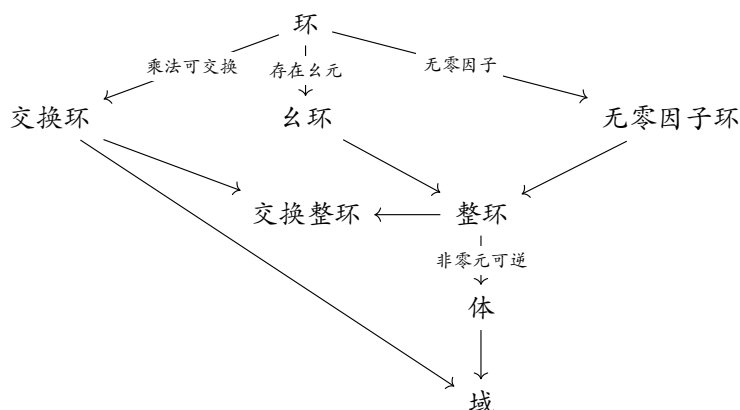 环
乘法可交换 存在幺元 无零因子
交换环 幺环 无零因子环
交换整环 整环
非零元可逆
体
域